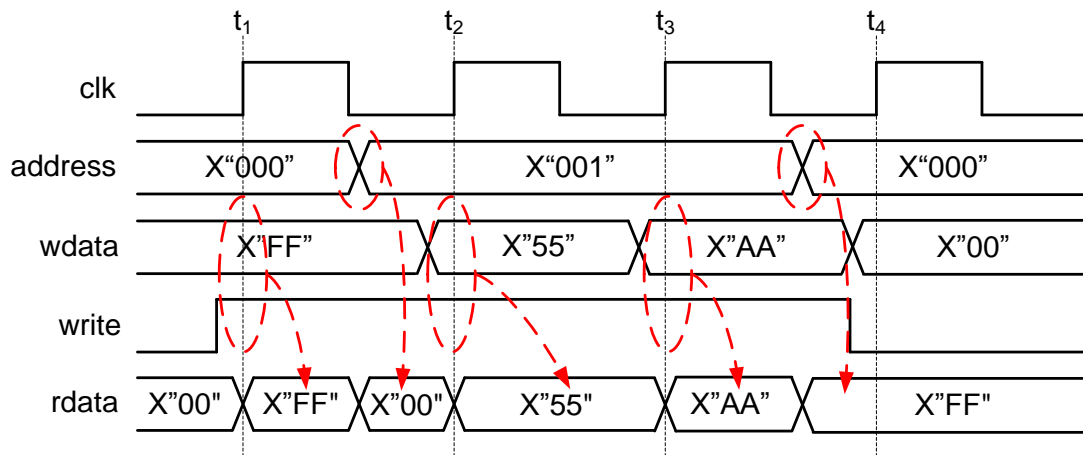 t1 t2 t3 t4
clk
address X“000” X“001” X“000”
wdata X”FF” X”55” X”AA” X”00”
write
rdata X”00" X”FF" X”00" X”55" X”AA” X”FF"